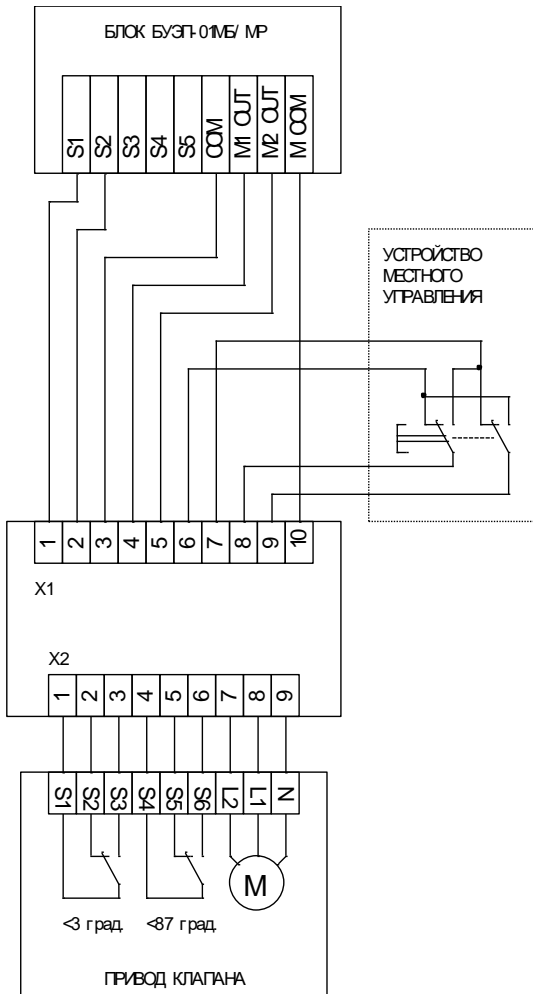 БЛОК БУЭП-01МБ/ МР
S1 S2 S3 S4 S5 COM M1 OUT M2 OUT M COM
УСТРОЙСТВО
МЕСТНОГО
УПРАВЛЕНИЯ
1 2 3 4 5 6 7 8 9 10
X1
X2
1 2 3 4 5 6 7 8 9
S1 S2 S3 S4 S5 S6 L2 L1 N
M
<3 град. <87 град.
ПРИВОД КЛАПАНА